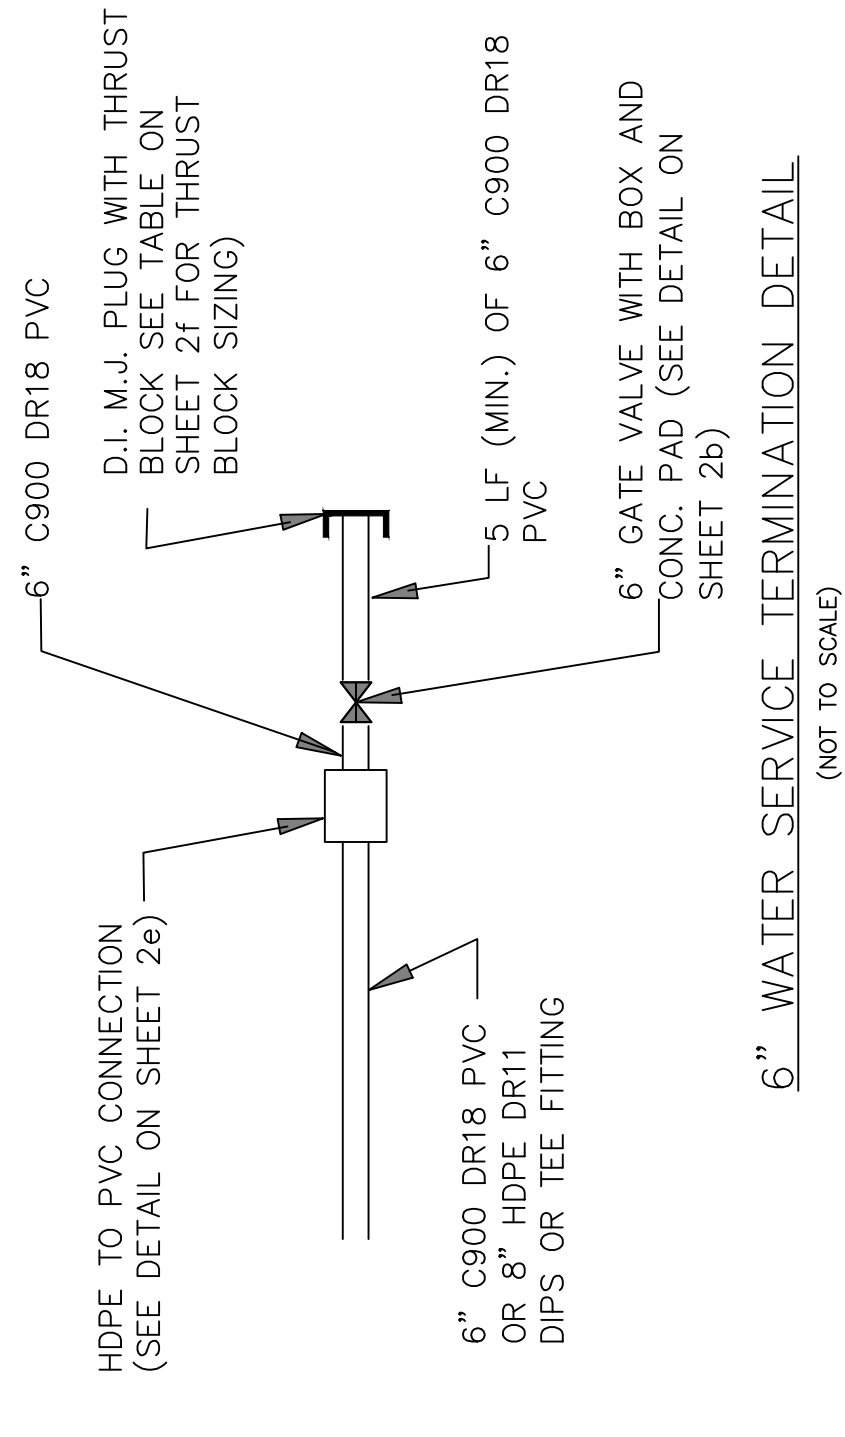 6” C900 DR18 PVC
D.I. M.J. PLUG WITH THRUST
BLOCK SEE TABLE ON
SHEET 2f FOR THRUST
BLOCK SIZING)
HDPE TO PVC CONNECTION
(SEE DETAIL ON SHEET 2e)
5 LF (MIN.) OF 6” C900 DR18
PVC
6” C900 DR18 PVC
OR 8” HDPE DR11
DIPS OR TEE FITTING
6” GATE VALVE WITH BOX AND
CONC. PAD (SEE DETAIL ON
SHEET 2b)
6” WATER SERVICE TERMINATION DETAIL
(NOT TO SCALE)